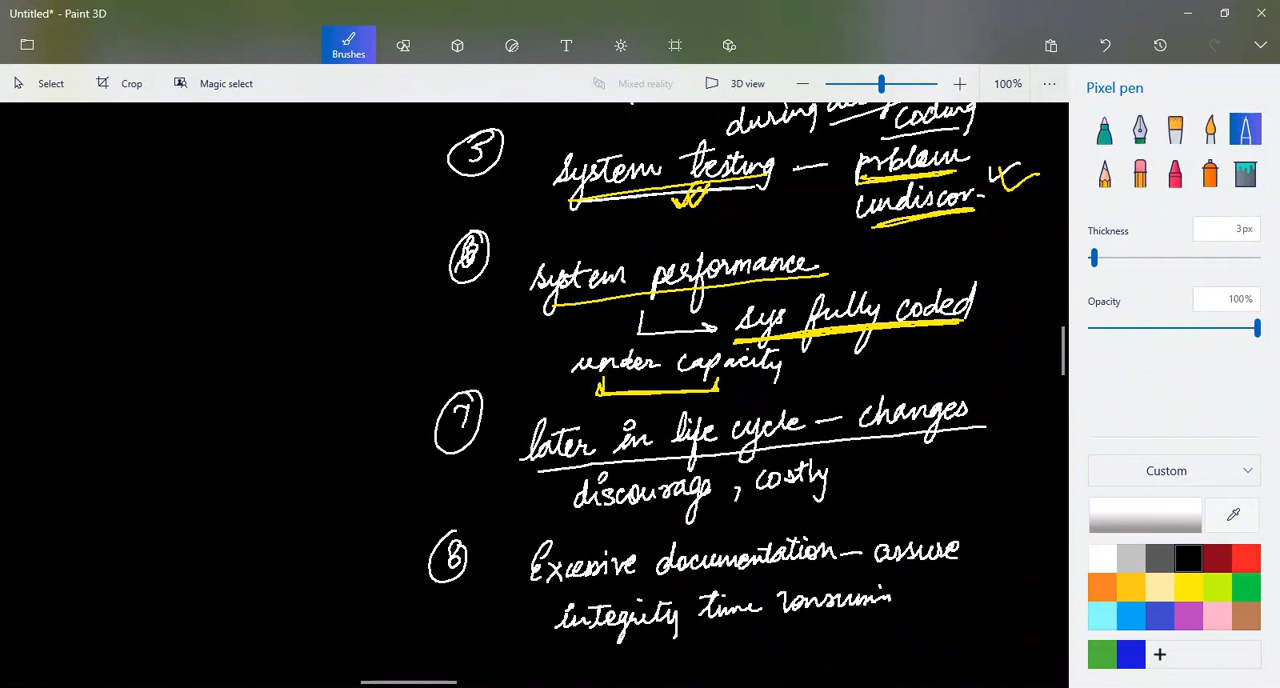 Untitled* - Paint 3D
Brushes
Select Crop Magic select Mixed reality 3D view 100%
Pixel pen
Thickness 3px
Opacity 100%
Custom
during coding
5 System testing — problem
undiscor-
6 system performance
sys fully coded
under capacity
7 later in life cycle — changes
discourage, costly
8 Excessive documentation — assure
integrity time consumin